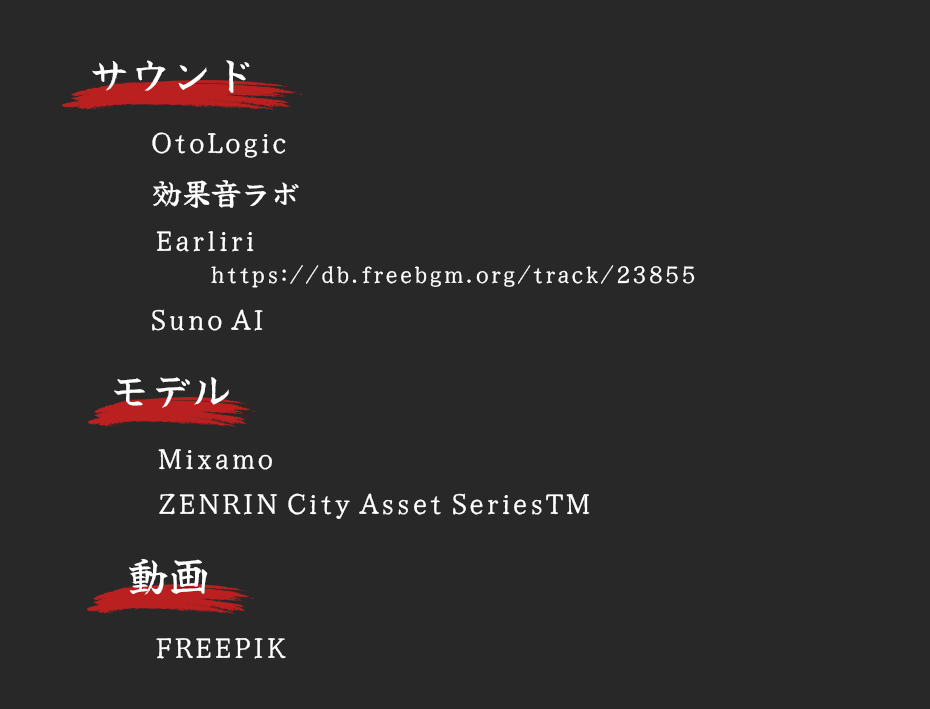 サウンド
OtoLogic
効果音ラボ
Earliri
https://db.freebgm.org/track/23855
Suno AI
モデル
Mixamo
ZENRIN City Asset SeriesTM
動画
FREEPIK